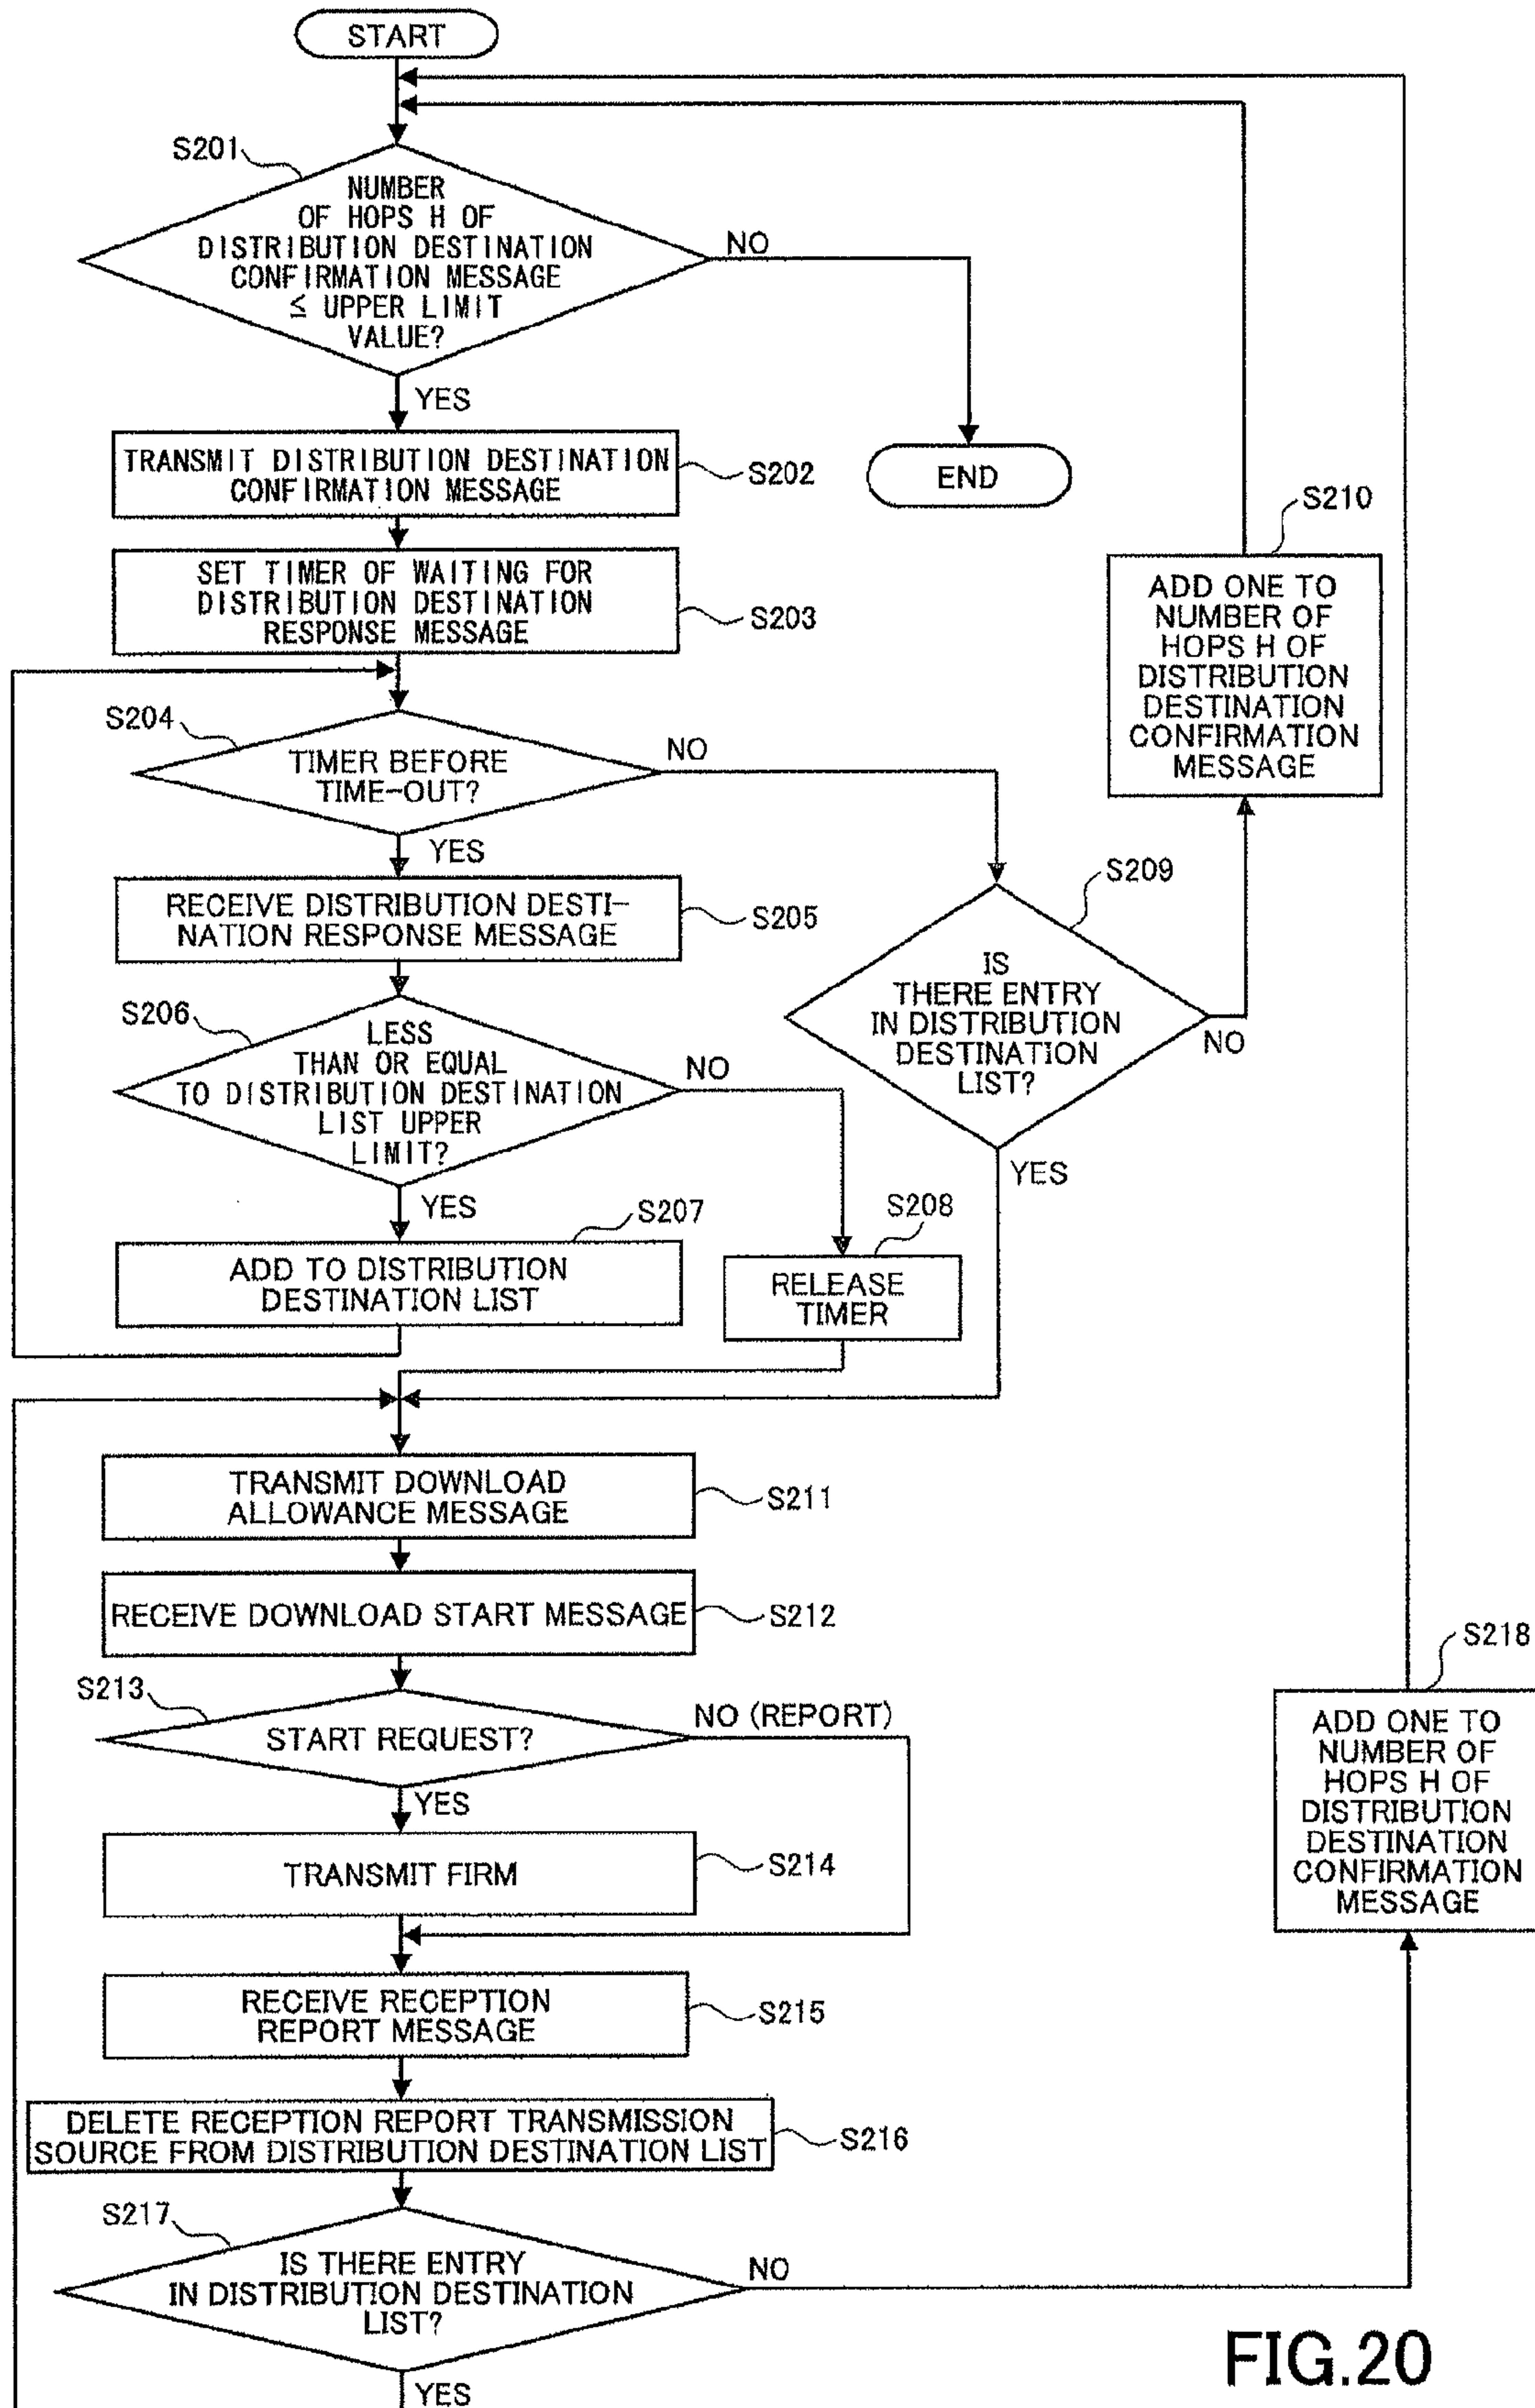 START
S201
NUMBER
OF HOPS H OF
DISTRIBUTION DESTINATION
CONFIRMATION MESSAGE
≦ UPPER LIMIT
VALUE?
NO
YES
TRANSMIT DISTRIBUTION DESTINATION
CONFIRMATION MESSAGE
S202
END
SET TIMER OF WAITING FOR
DISTRIBUTION DESTINATION
RESPONSE MESSAGE
S203
S210
ADD ONE TO
NUMBER OF
HOPS H OF
DISTRIBUTION
DESTINATION
CONFIRMATION
MESSAGE
S204
TIMER BEFORE
TIME-OUT?
NO
YES
RECEIVE DISTRIBUTION DESTI-
NATION RESPONSE MESSAGE
S205
S209
IS
THERE ENTRY
IN DISTRIBUTION
DESTINATION
LIST?
NO
YES
S206
LESS
THAN OR EQUAL
TO DISTRIBUTION DESTINATION
LIST UPPER
LIMIT?
NO
YES
S207
ADD TO DISTRIBUTION
DESTINATION LIST
S208
RELEASE
TIMER
TRANSMIT DOWNLOAD
ALLOWANCE MESSAGE
S211
RECEIVE DOWNLOAD START MESSAGE
S212
S213
START REQUEST?
NO (REPORT)
YES
TRANSMIT FIRM
S214
S218
ADD ONE TO
NUMBER OF
HOPS H OF
DISTRIBUTION
DESTINATION
CONFIRMATION
MESSAGE
RECEIVE RECEPTION
REPORT MESSAGE
S215
DELETE RECEPTION REPORT TRANSMISSION
SOURCE FROM DISTRIBUTION DESTINATION LIST
S216
S217
IS THERE ENTRY
IN DISTRIBUTION DESTINATION
LIST?
NO
YES
FIG.20